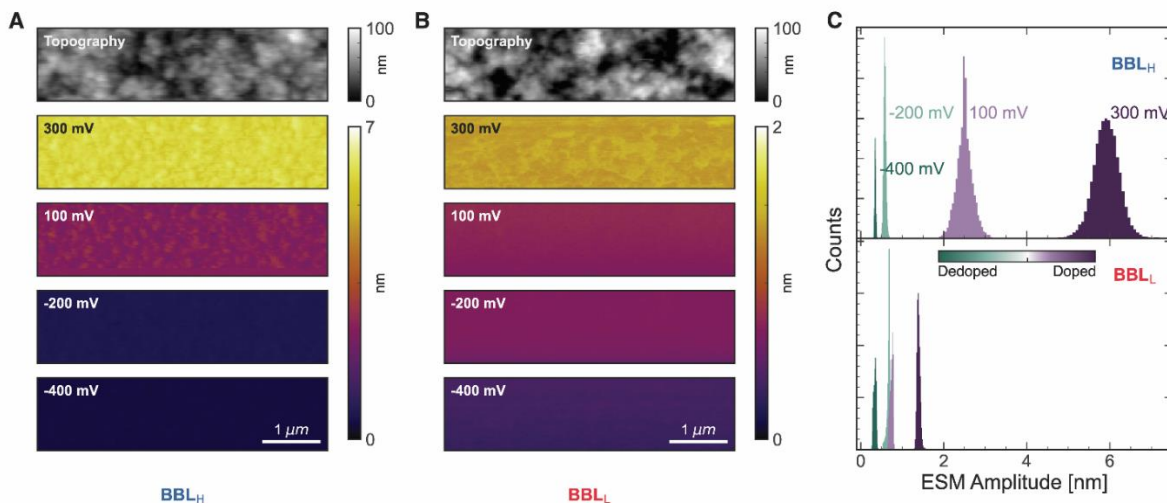 A
Topography
100
nm
0
300 mV
7
100 mV
nm
-200 mV
-400 mV
1 μm
0
BBLH
B
Topography
100
nm
0
300 mV
2
100 mV
nm
-200 mV
-400 mV
1 μm
0
BBLL
C
BBLH
-200 mV
100 mV
300 mV
-400 mV
Counts
Dedoped
Doped
BBLL
0
2
4
6
ESM Amplitude [nm]